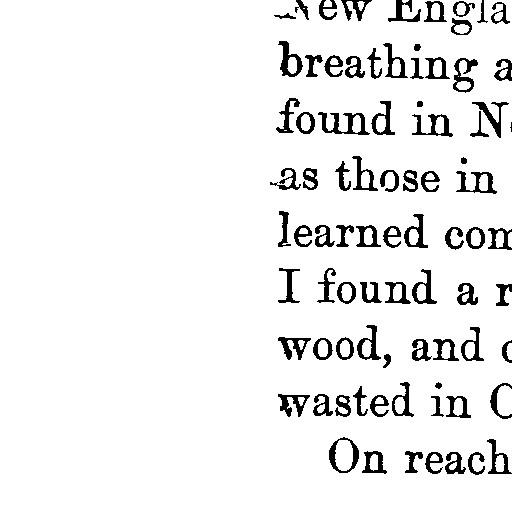 New Engla
breathing a
found in N
as those in
learned com
I found a r
wood, and
wasted in C
On reach